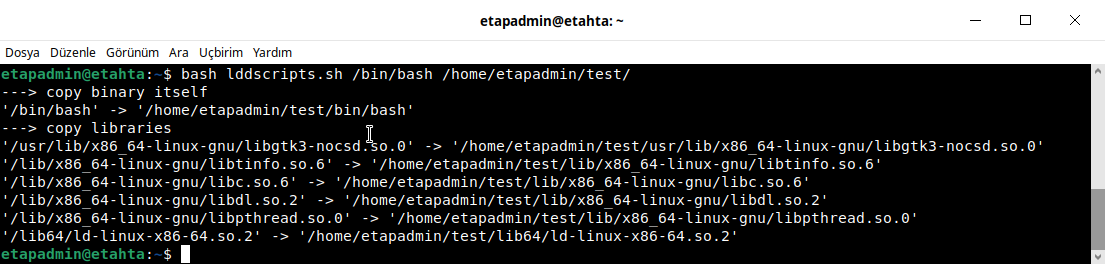 etapadmin@etahta: ~
Dosya Düzenle Görünüm Ara Uçbirim Yardım
etapadmin@etahta:~$ bash lddscripts.sh /bin/bash /home/etapadmin/test/
---> copy binary itself
'/bin/bash' -> '/home/etapadmin/test/bin/bash'
---> copy libraries
'/usr/lib/x86_64-linux-gnu/libgtk3-nocsd.so.0' -> '/home/etapadmin/test/usr/lib/x86_64-linux-gnu/libgtk3-nocsd.so.0'
'/lib/x86_64-linux-gnu/libtinfo.so.6' -> '/home/etapadmin/test/lib/x86_64-linux-gnu/libtinfo.so.6'
'/lib/x86_64-linux-gnu/libc.so.6' -> '/home/etapadmin/test/lib/x86_64-linux-gnu/libc.so.6'
'/lib/x86_64-linux-gnu/libdl.so.2' -> '/home/etapadmin/test/lib/x86_64-linux-gnu/libdl.so.2'
'/lib/x86_64-linux-gnu/libpthread.so.0' -> '/home/etapadmin/test/lib/x86_64-linux-gnu/libpthread.so.0'
'/lib64/ld-linux-x86-64.so.2' -> '/home/etapadmin/test/lib64/ld-linux-x86-64.so.2'
etapadmin@etahta:~$